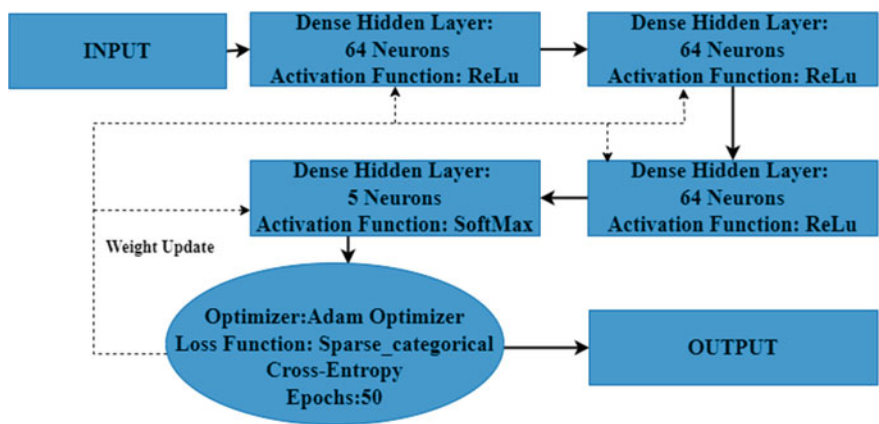 INPUT
Dense Hidden Layer:
64 Neurons
Activation Function: ReLu
Dense Hidden Layer:
64 Neurons
Activation Function: ReLu
Dense Hidden Layer:
64 Neurons
Activation Function: ReLu
Dense Hidden Layer:
5 Neurons
Activation Function: SoftMax
Weight Update
Optimizer:Adam Optimizer
Loss Function: Sparse_categorical
Cross-Entropy
Epochs:50
OUTPUT